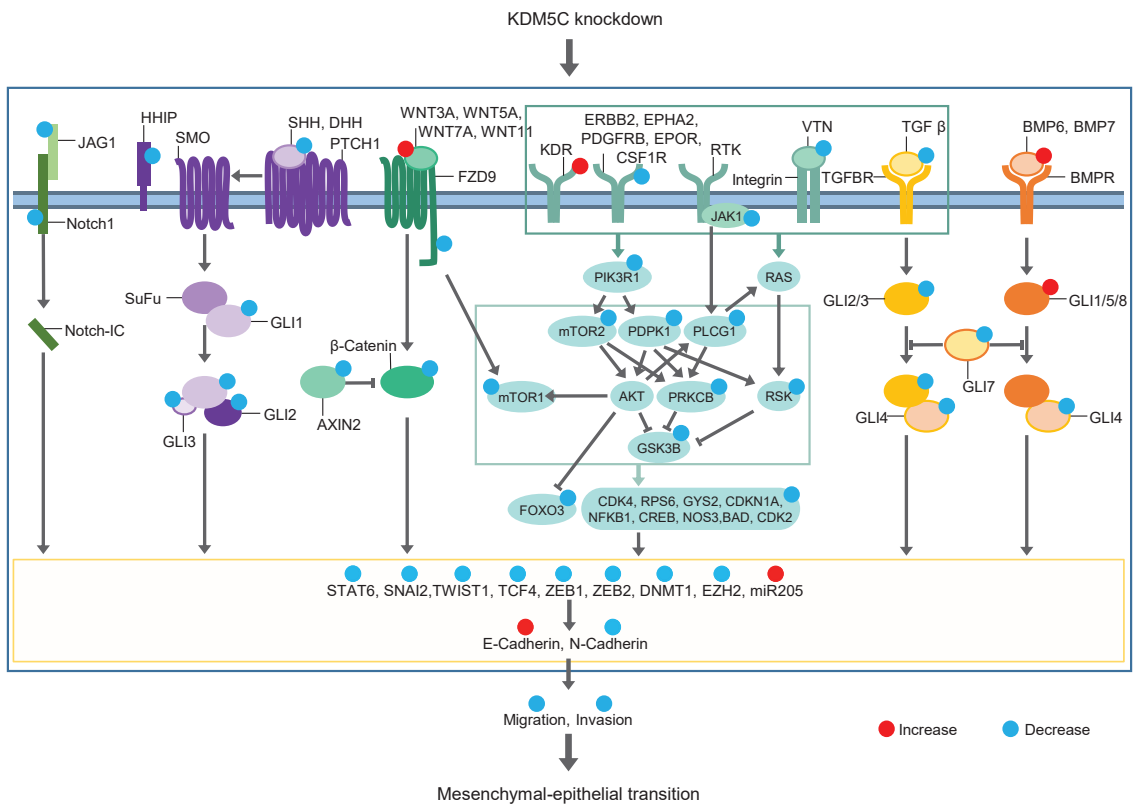 KDM5C knockdown
JAG1
Notch1
Notch-IC
HHIP
SMO
SHH, DHH
PTCH1
SuFu
GLI1
GLI2
GLI3
WNT3A, WNT5A,
WNT7A, WNT11
FZD9
β-Catenin
AXIN2
KDR
ERBB2, EPHA2,
PDGFRB, EPOR,
CSF1R
RTK
JAK1
VTN
Integrin
TGF β
TGFBR
BMP6, BMP7
BMPR
PIK3R1
RAS
mTOR2
PDPK1
PLCG1
mTOR1
AKT
PRKCB
RSK
GSK3B
FOXO3
CDK4, RPS6, GYS2, CDKN1A,
NFKB1, CREB, NOS3,BAD, CDK2
GLI2/3
GLI1/5/8
GLI7
GLI4
GLI4
STAT6, SNAI2,TWIST1, TCF4, ZEB1, ZEB2, DNMT1, EZH2, miR205
E-Cadherin, N-Cadherin
Migration, Invasion
Increase
Decrease
Mesenchymal-epithelial transition